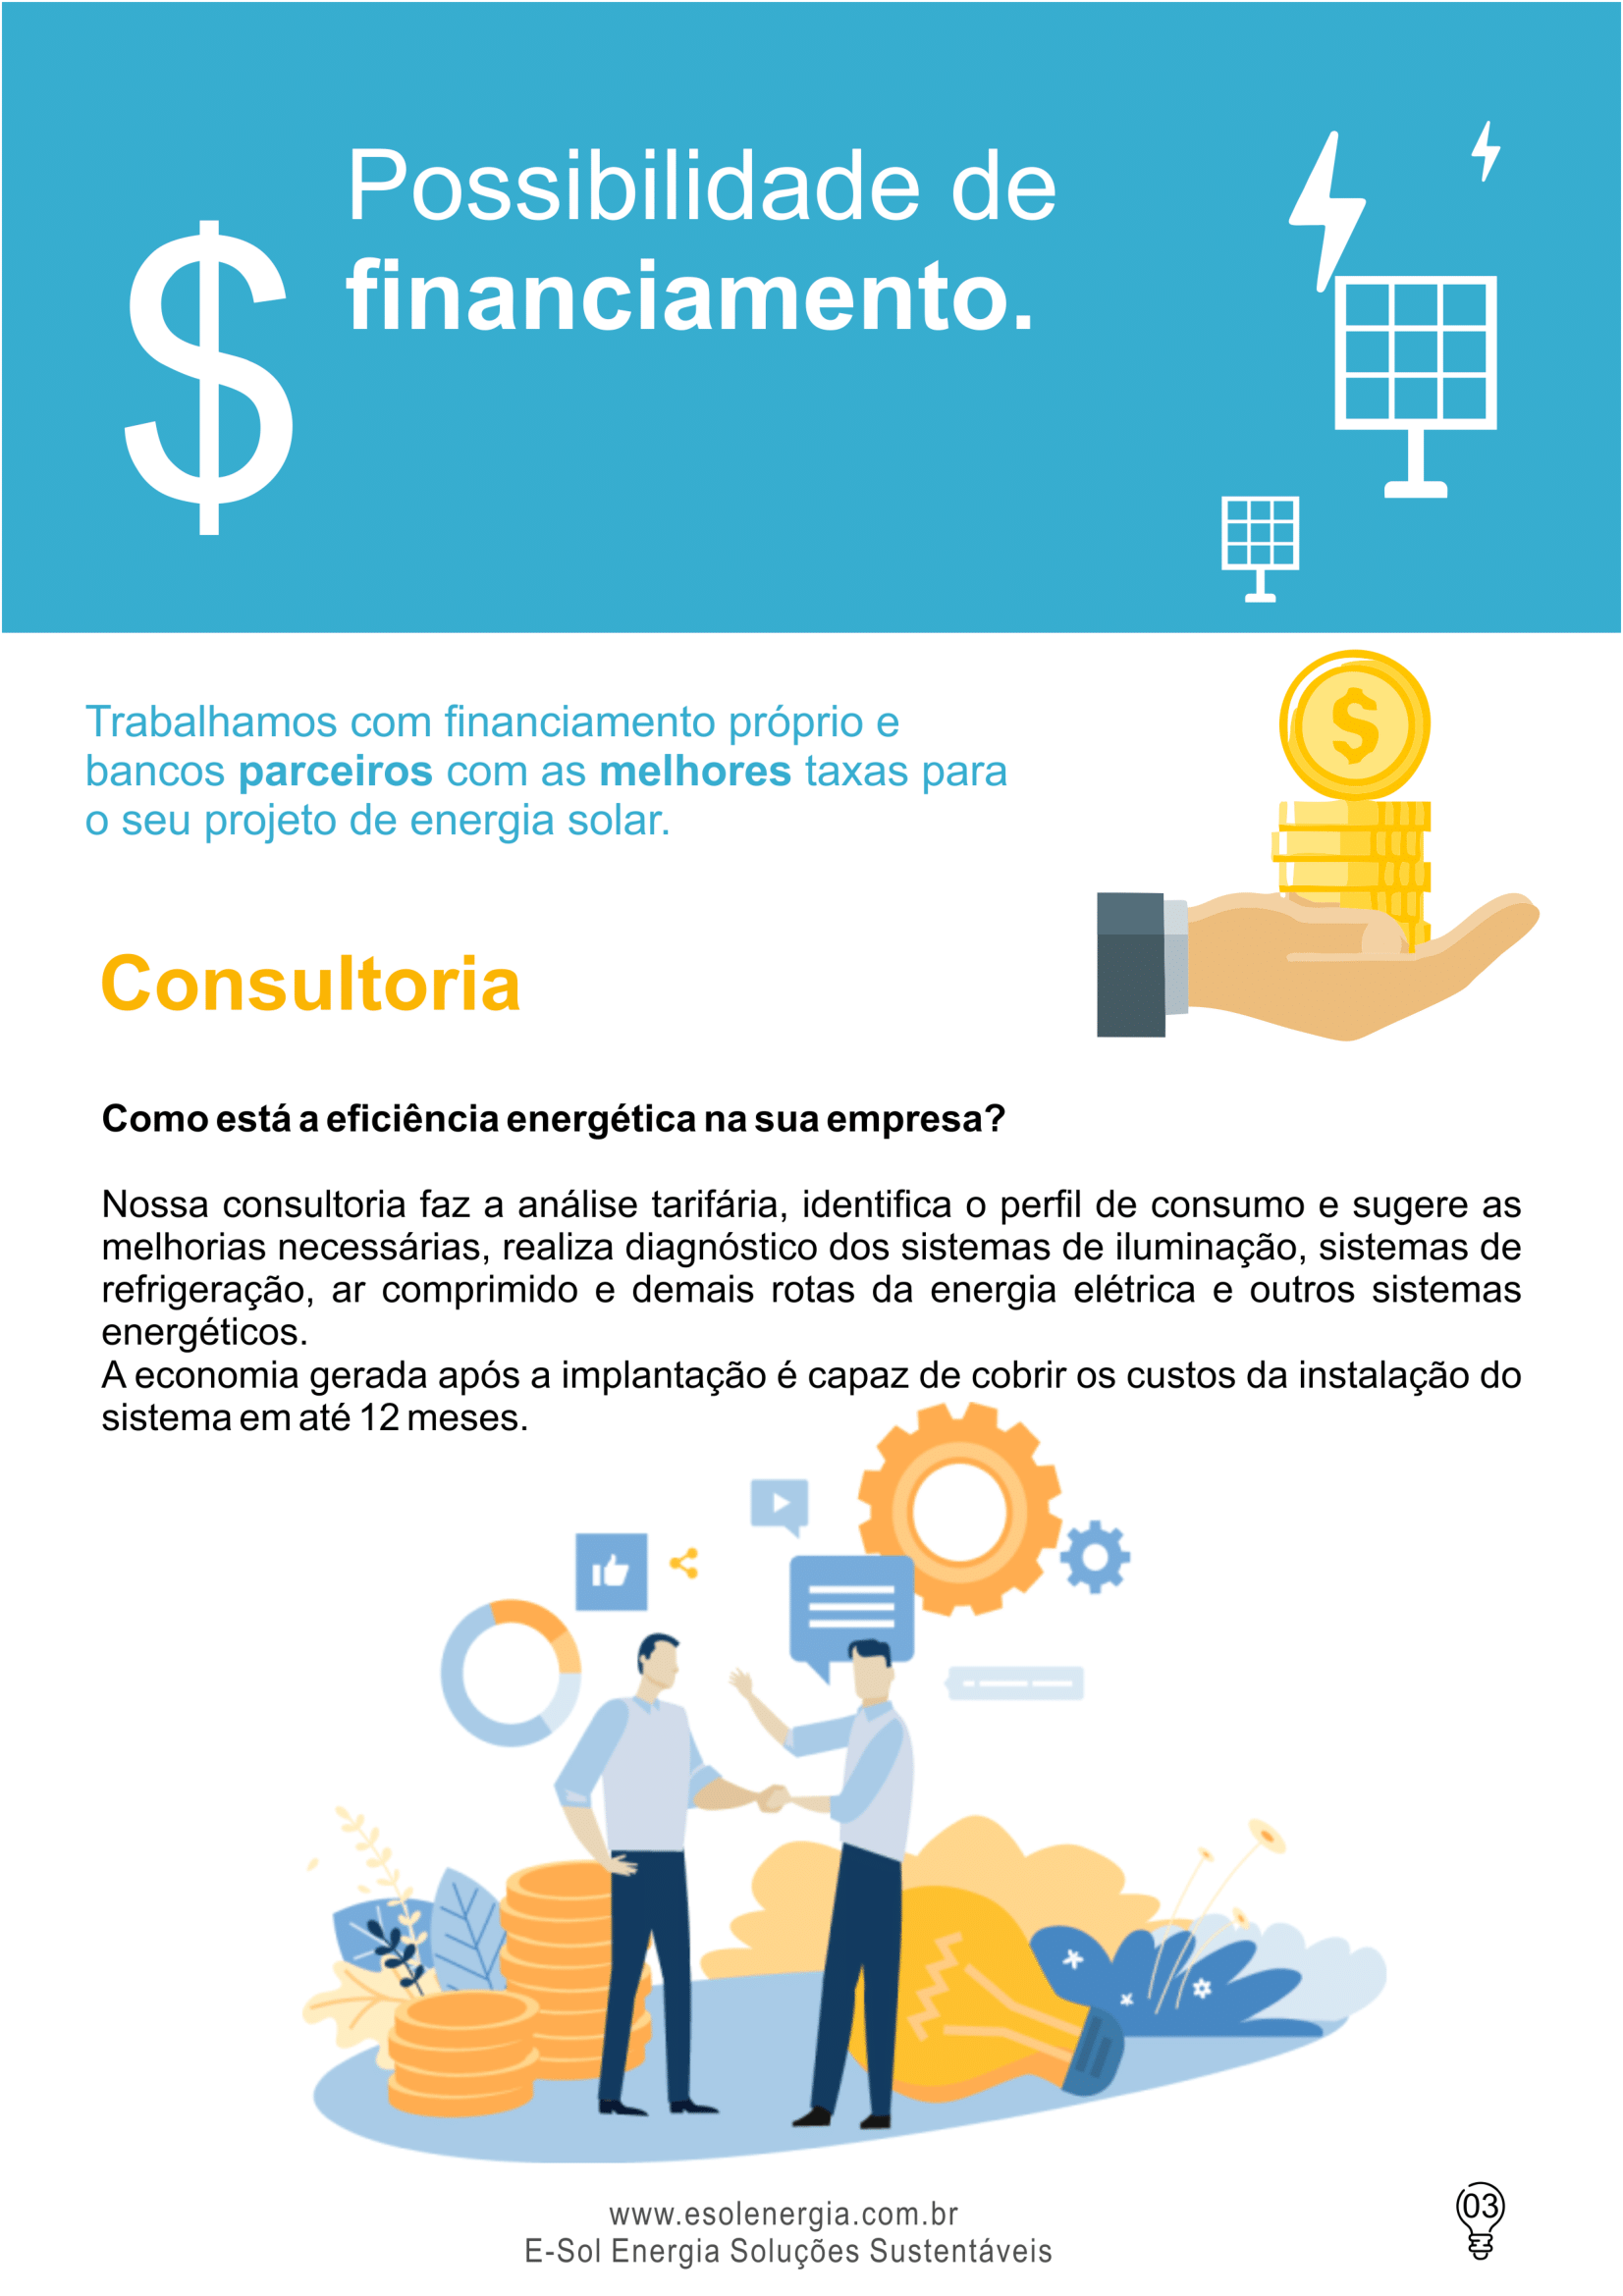 $
Possibilidade de
financiamento.
Trabalhamos com financiamento próprio e
bancos parceiros com as melhores taxas para
o seu projeto de energia solar.
$
Consultoria
Como está a eficiência energética na sua empresa?
Nossa consultoria faz a análise tarifária, identifica o perfil de consumo e sugere as
melhorias necessárias, realiza diagnóstico dos sistemas de iluminação, sistemas de
refrigeração, ar comprimido e demais rotas da energia elétrica e outros sistemas
energéticos.
A economia gerada após a implantação é capaz de cobrir os custos da instalação do
sistema em até 12 meses.
www.esolenergia.com.br
E-Sol Energia Soluções Sustentáveis
03